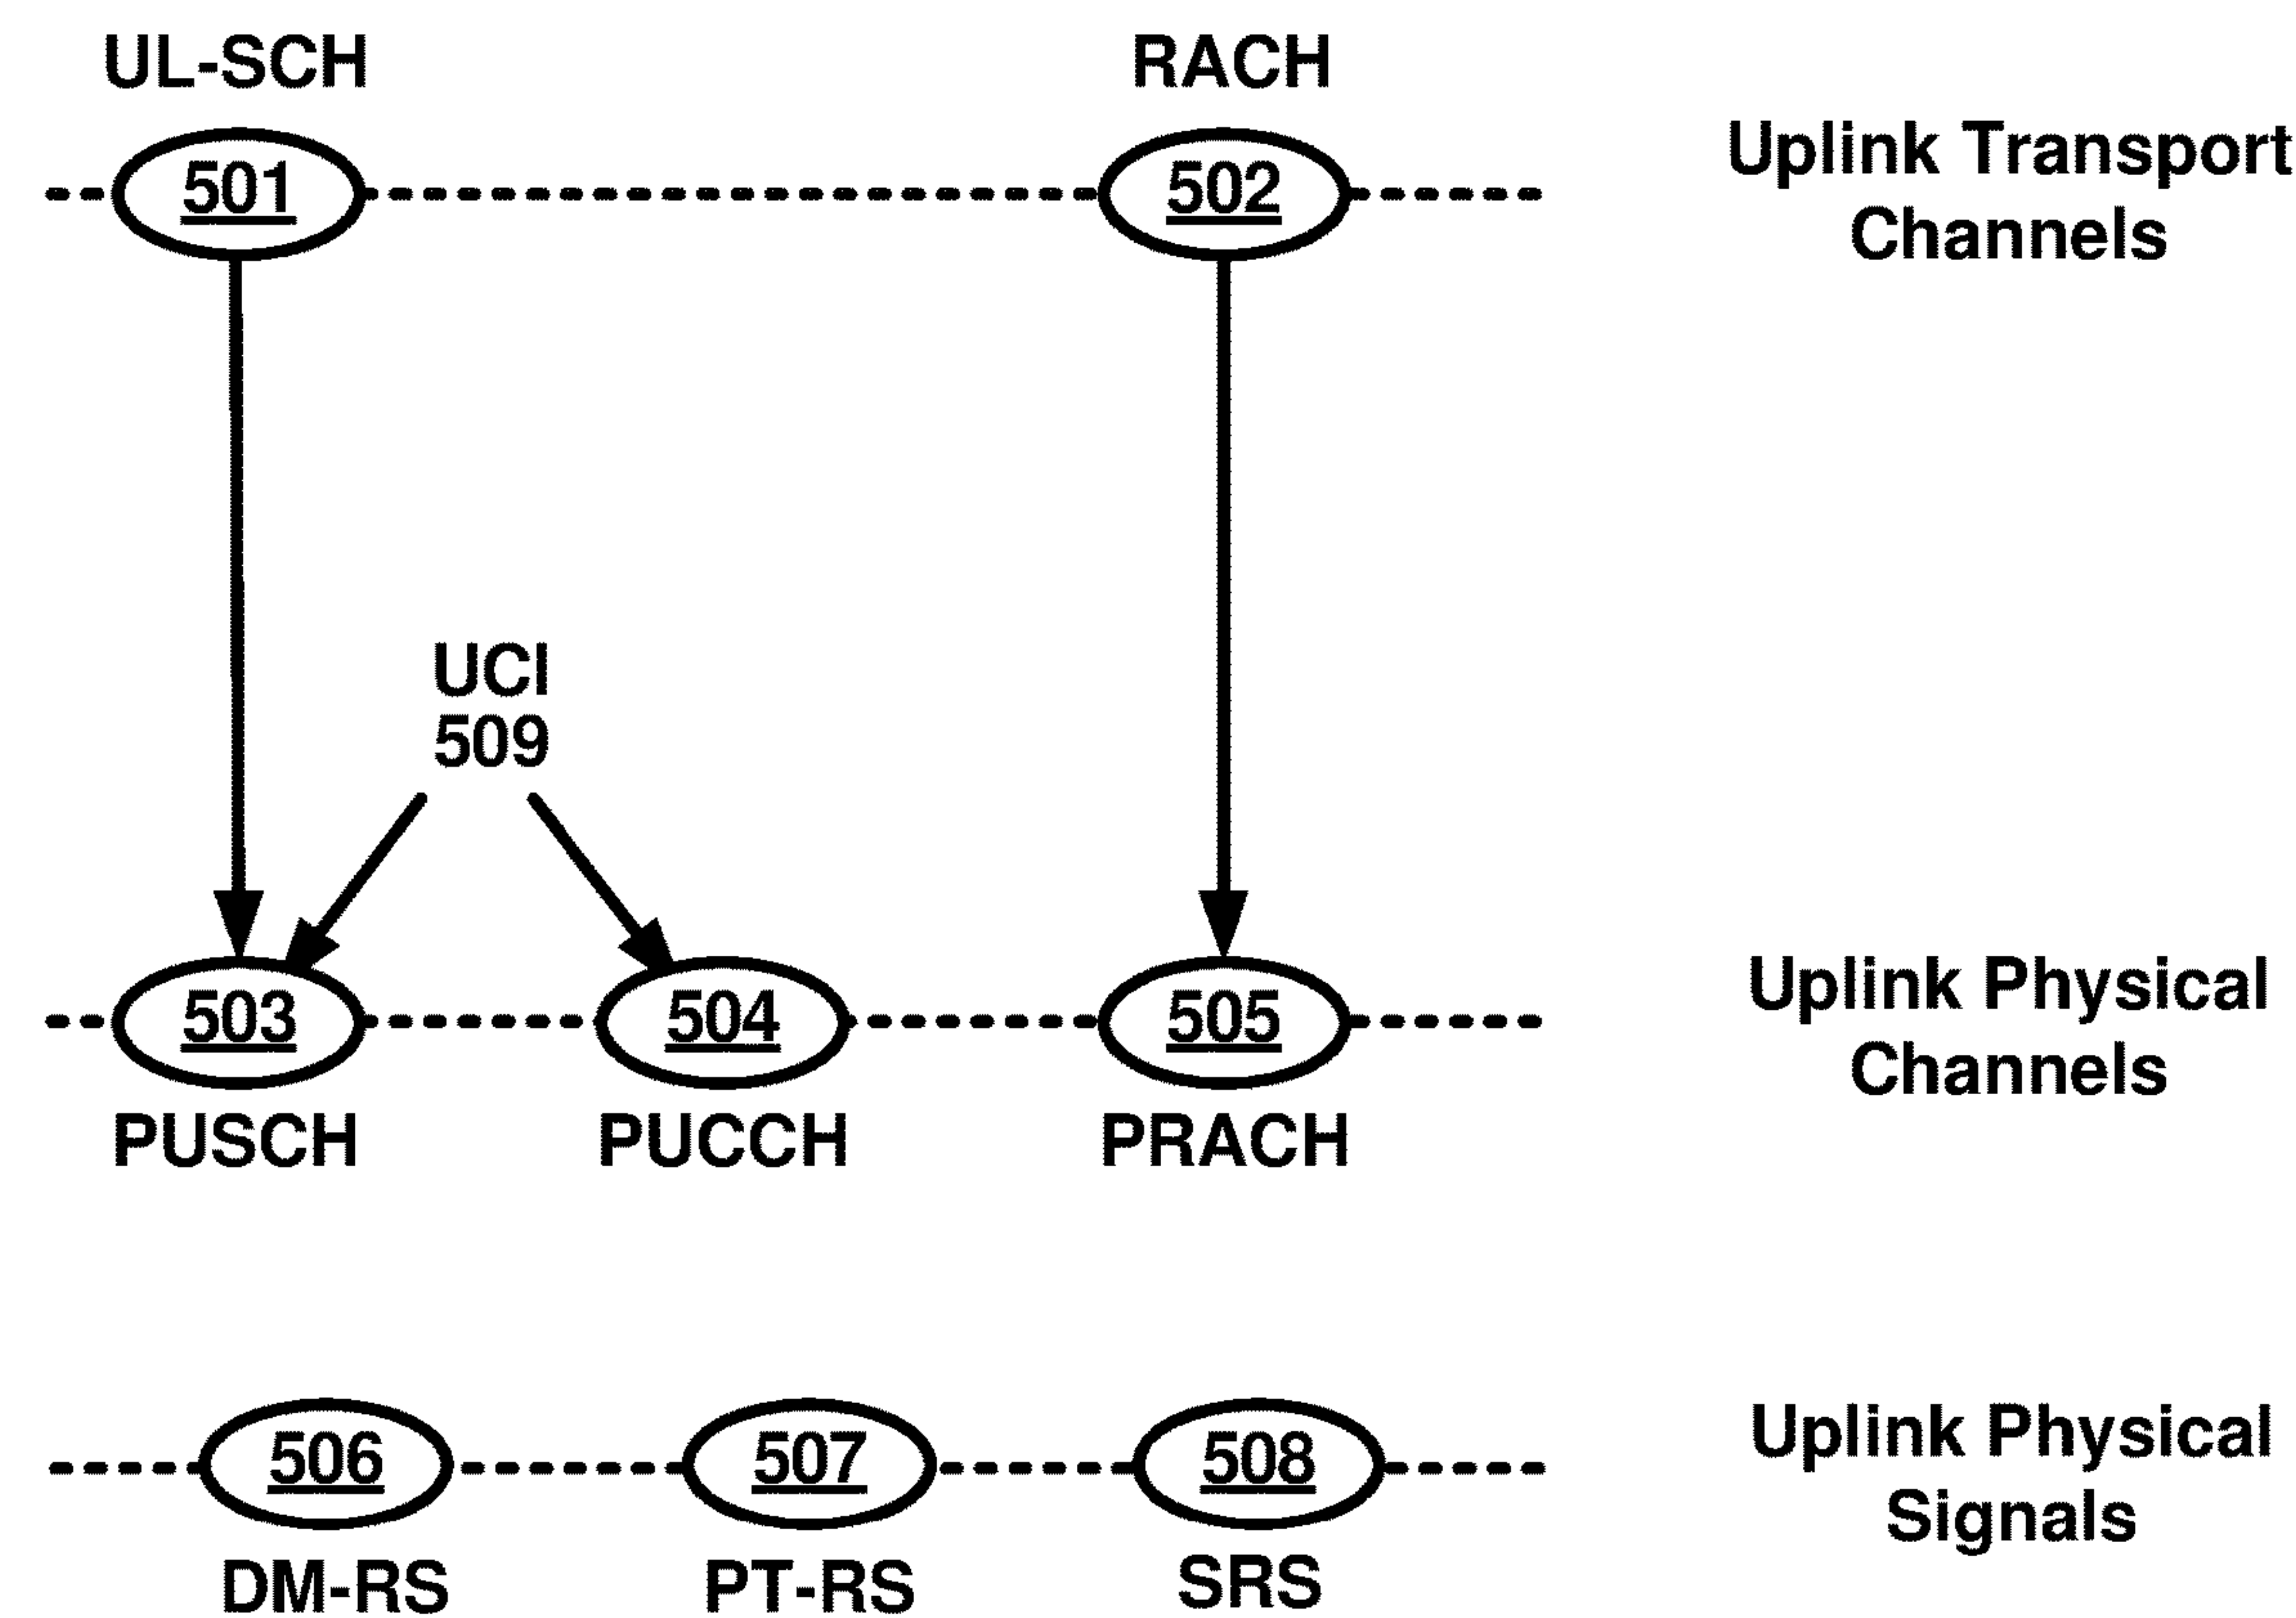 UL-SCH
RACH
501
502
Uplink Transport
Channels
UCI
509
503
504
505
Uplink Physical
Channels
PUSCH
PUCCH
PRACH
506
507
508
Uplink Physical
Signals
DM-RS
PT-RS
SRS